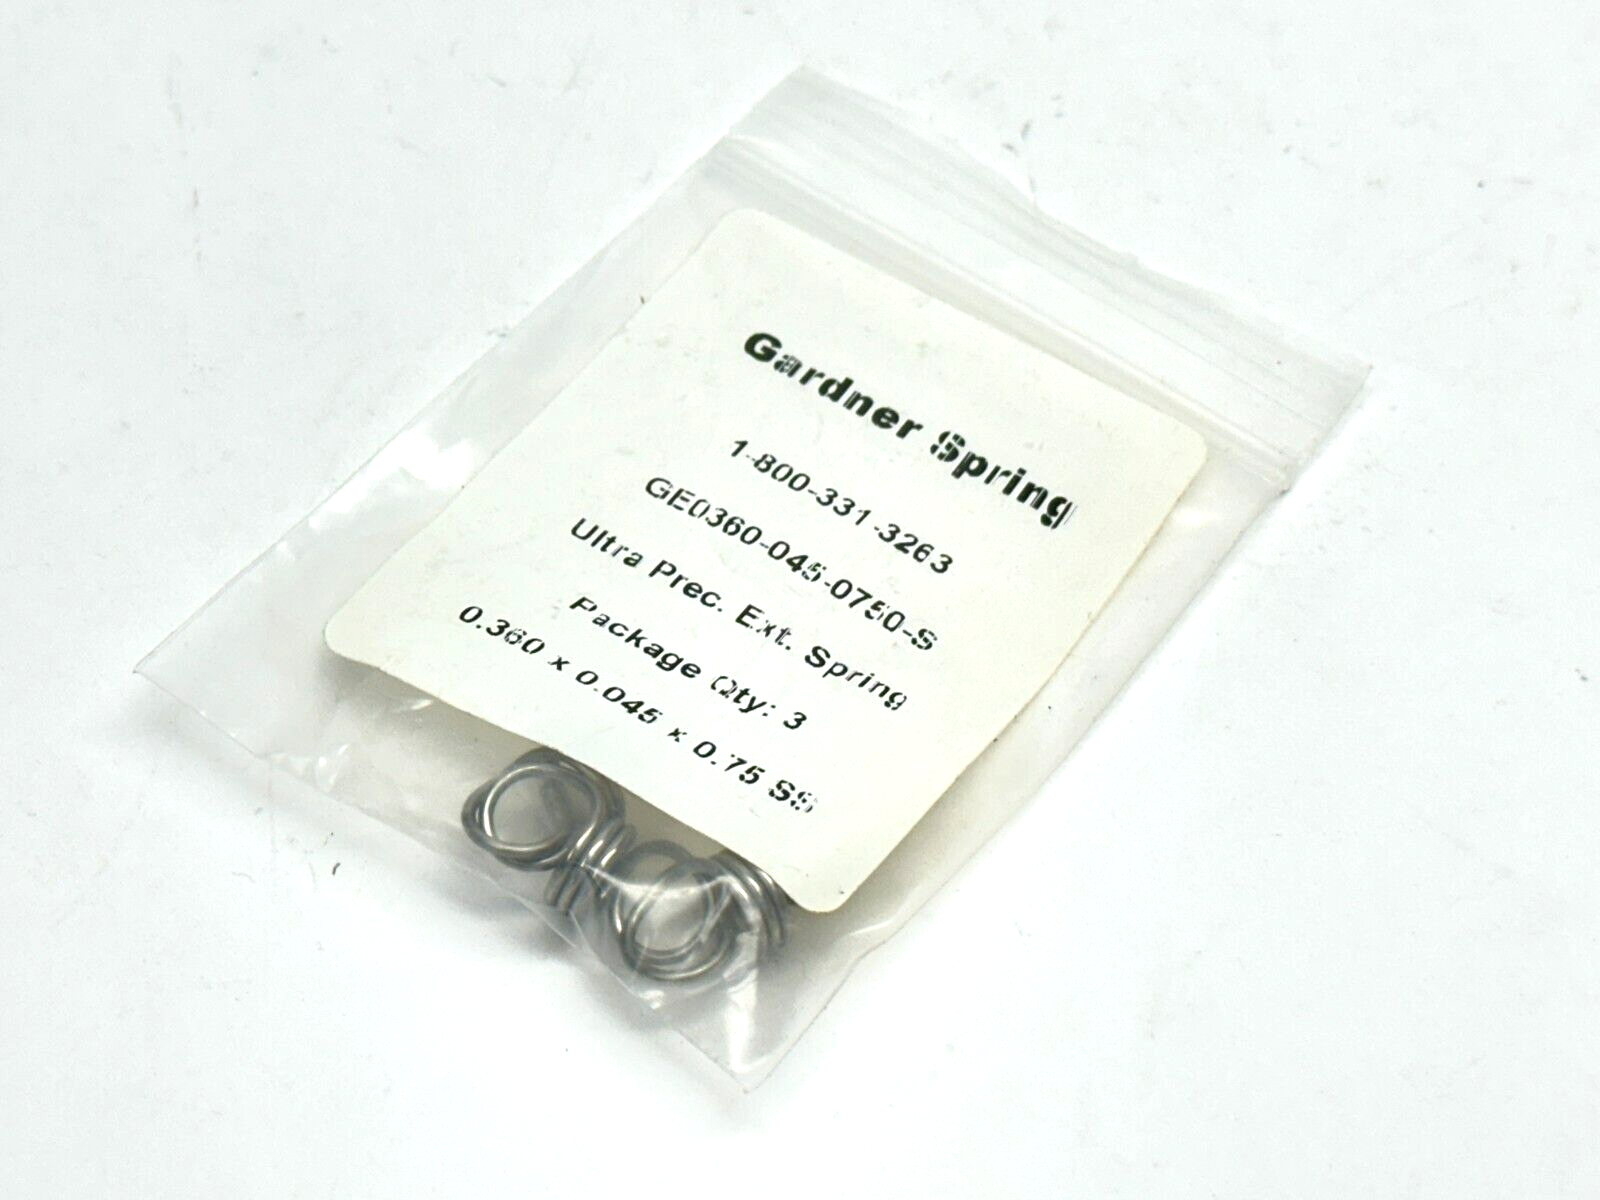 Gardner Spring
1-800-331-3263
GE0360-045-0750-S
Ultra Prec. Ext. Spring
Package Qty: 3
0.360 x 0.045 x 0.75 SS